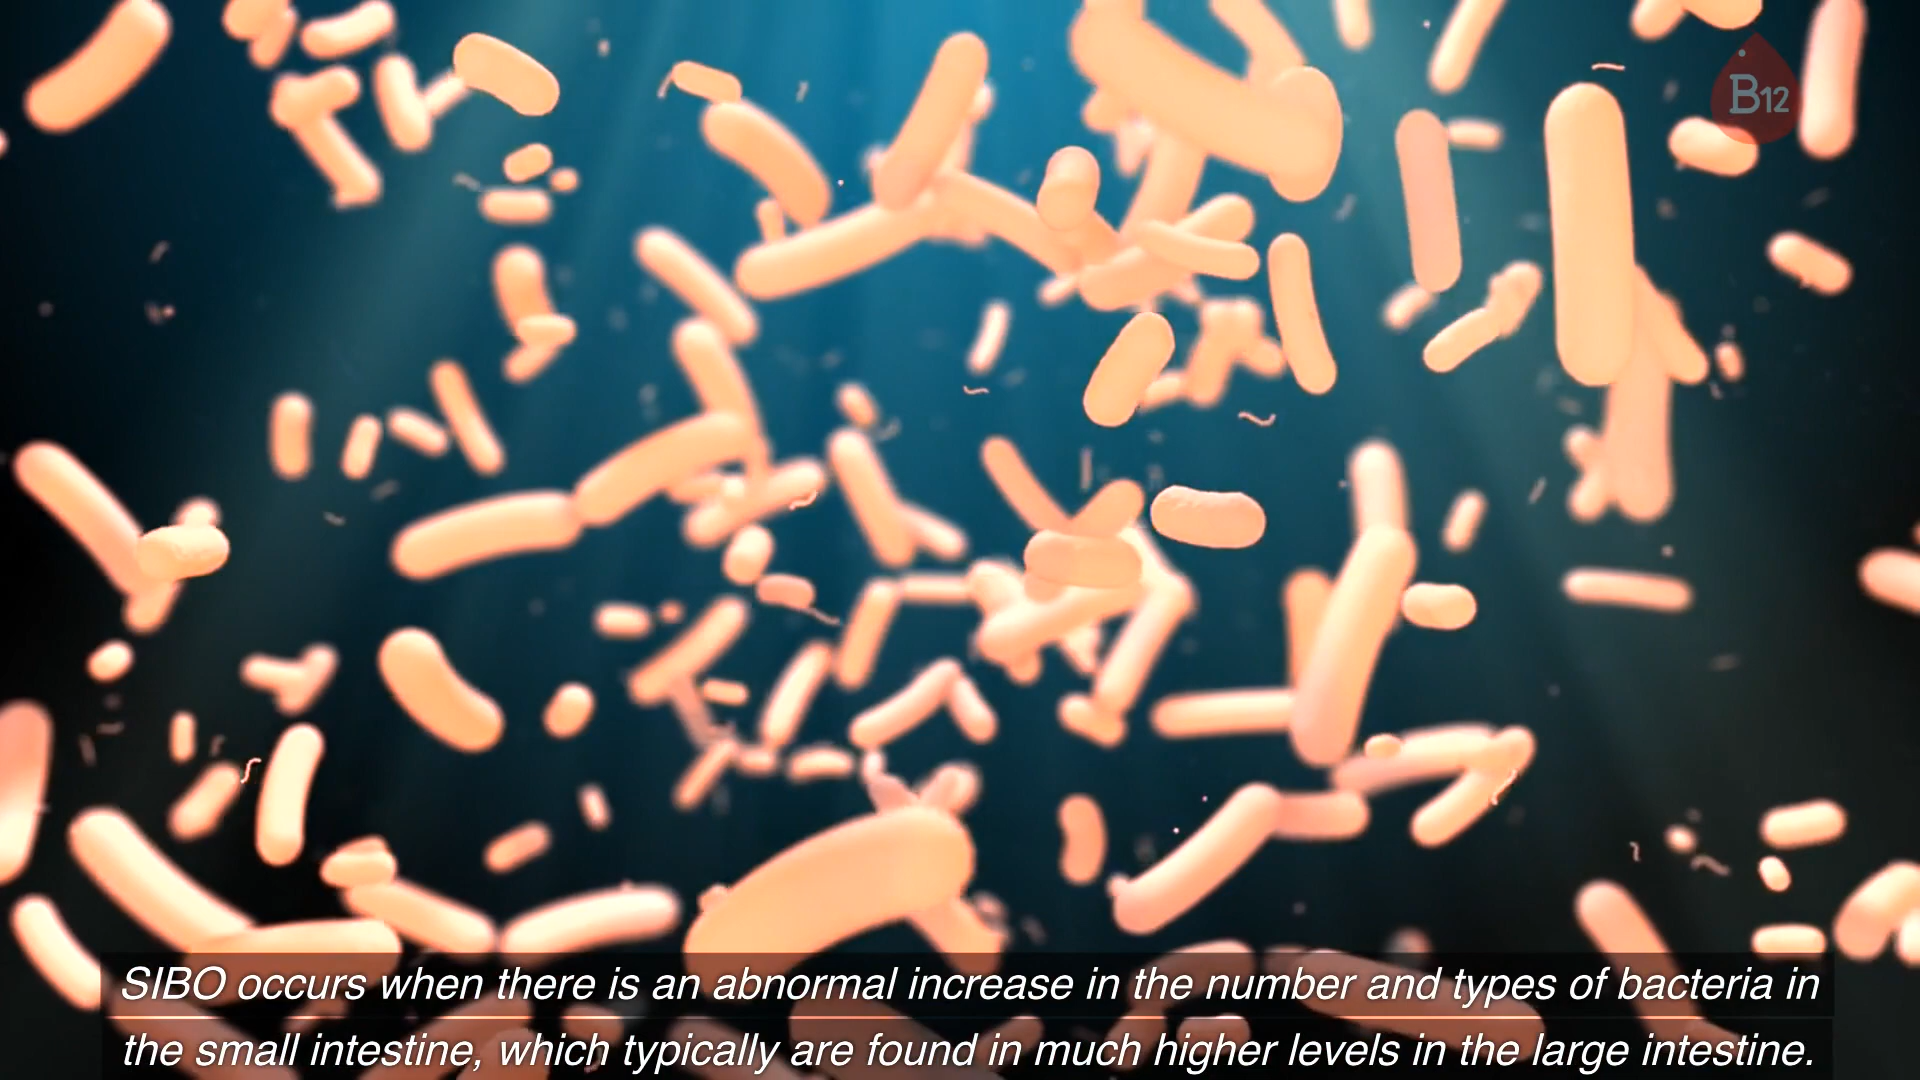 B12
SIBO occurs when there is an abnormal increase in the number and types of bacteria in
the small intestine, which typically are found in much higher levels in the large intestine.